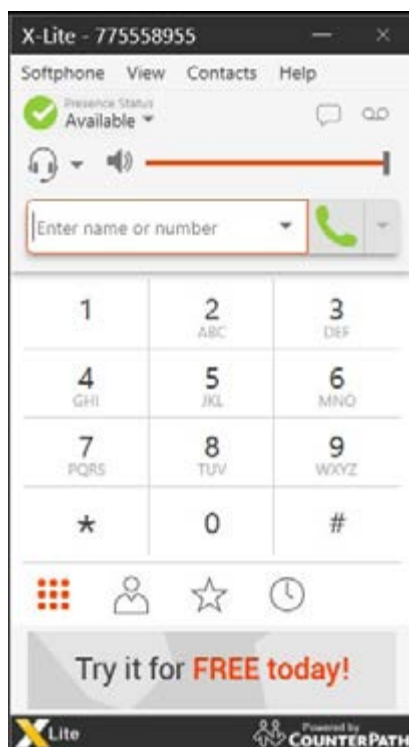 X-Lite - 775558955
Softphone View Contacts Help
Presence Status
Available
Enter name or number
1 2 3
ABC DEF
4 5 6
GHI JKL MNO
7 8 9
PQRS TUV WXYZ
* 0 #
Try it for FREE today!
X Lite
Powered by
COUNTERPATH